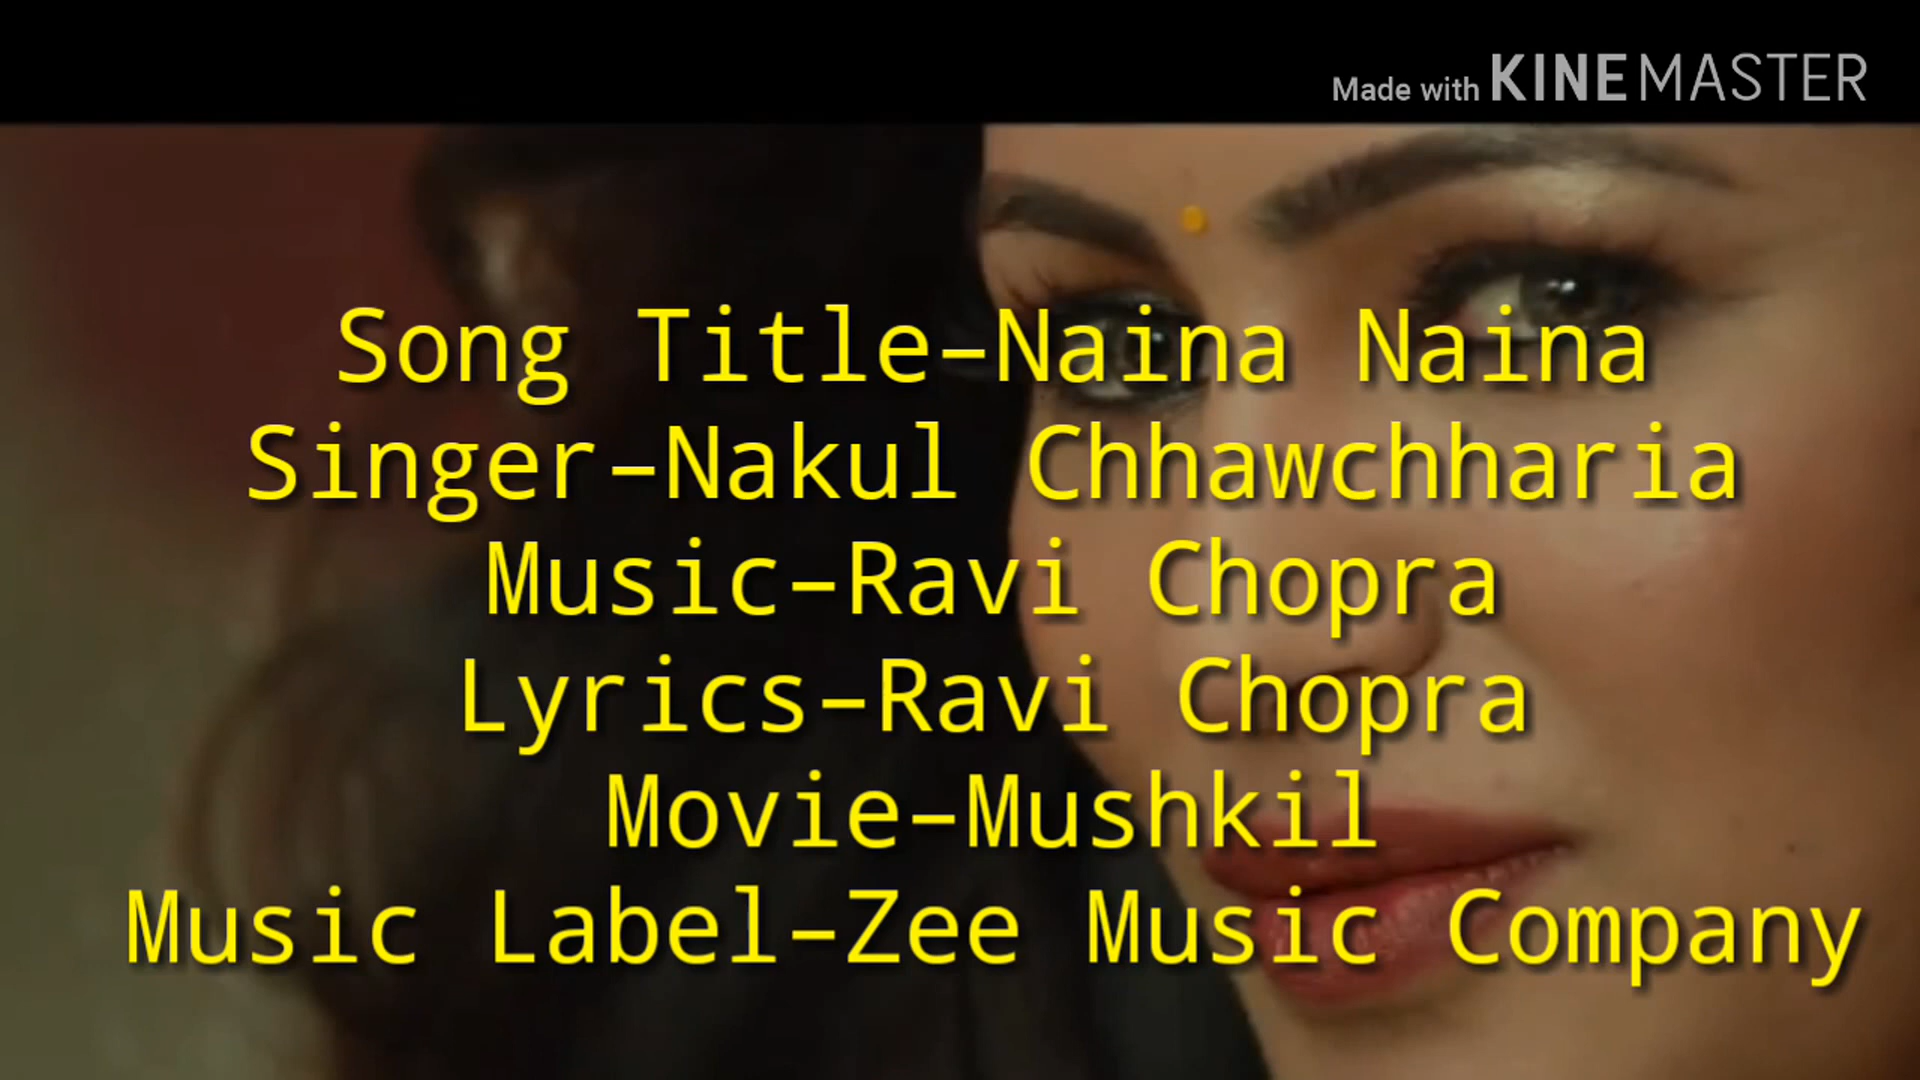 Made with KINEMASTER
Song Title-Naina Naina
Singer-Nakul Chhawchharia
Music-Ravi Chopra
Lyrics-Ravi Chopra
Movie-Mushkil
Music Label-Zee Music Company